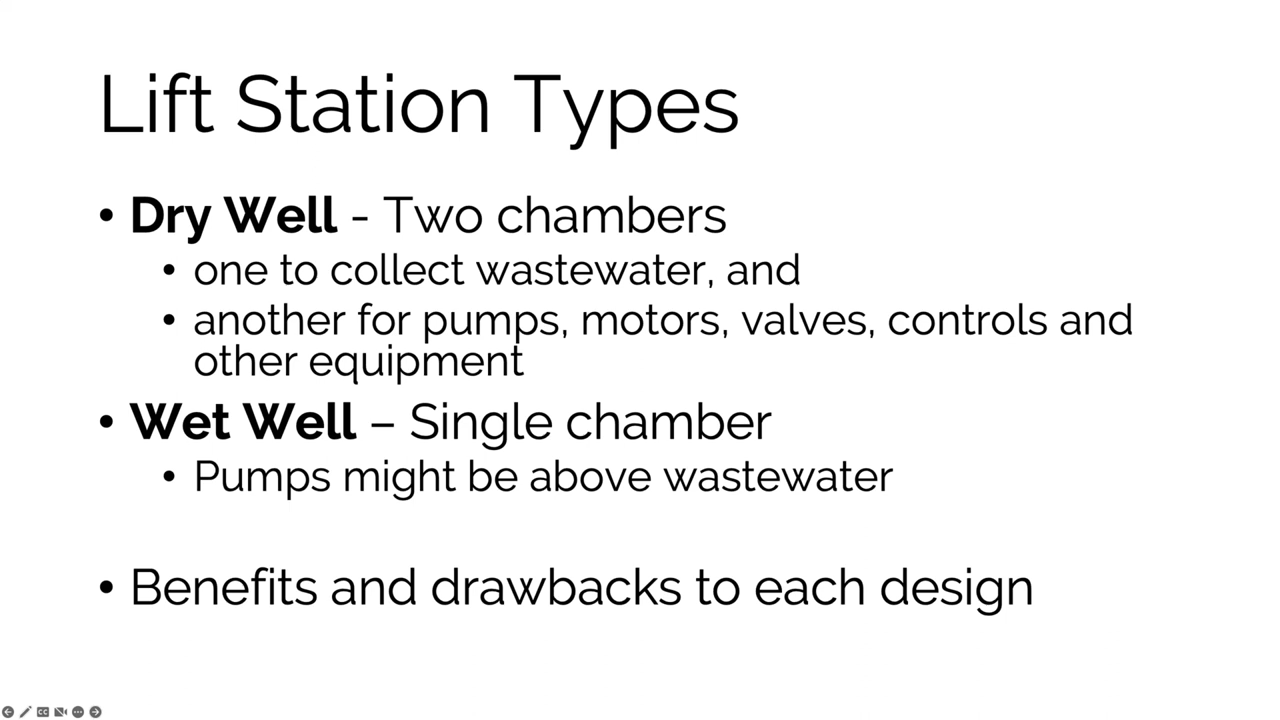 Lift Station Types
• Dry Well - Two chambers
• one to collect wastewater, and
• another for pumps, motors, valves, controls and
other equipment
• Wet Well – Single chamber
• Pumps might be above wastewater
• Benefits and drawbacks to each design
CC